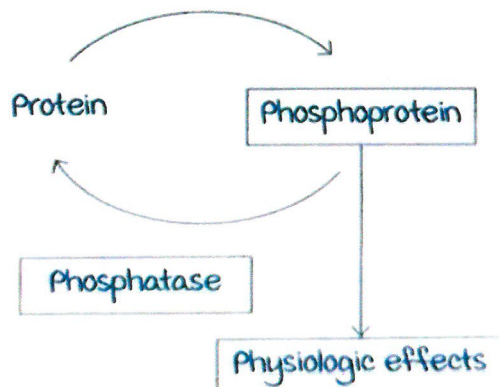 Protein
Phosphoprotein
Phosphatase
Physiologic effects